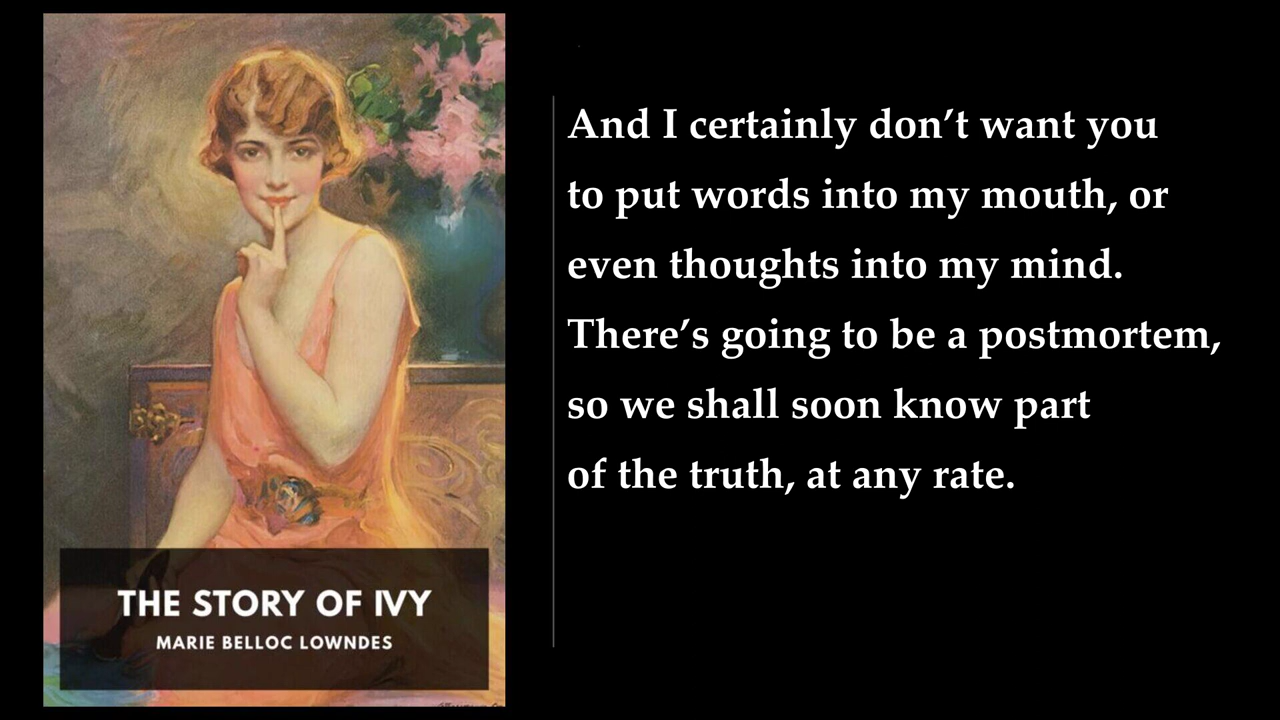 THE STORY OF IVY
MARIE BELLOC LOWNDES
And I certainly don’t want you
to put words into my mouth, or
even thoughts into my mind.
There’s going to be a postmortem,
so we shall soon know part
of the truth, at any rate.